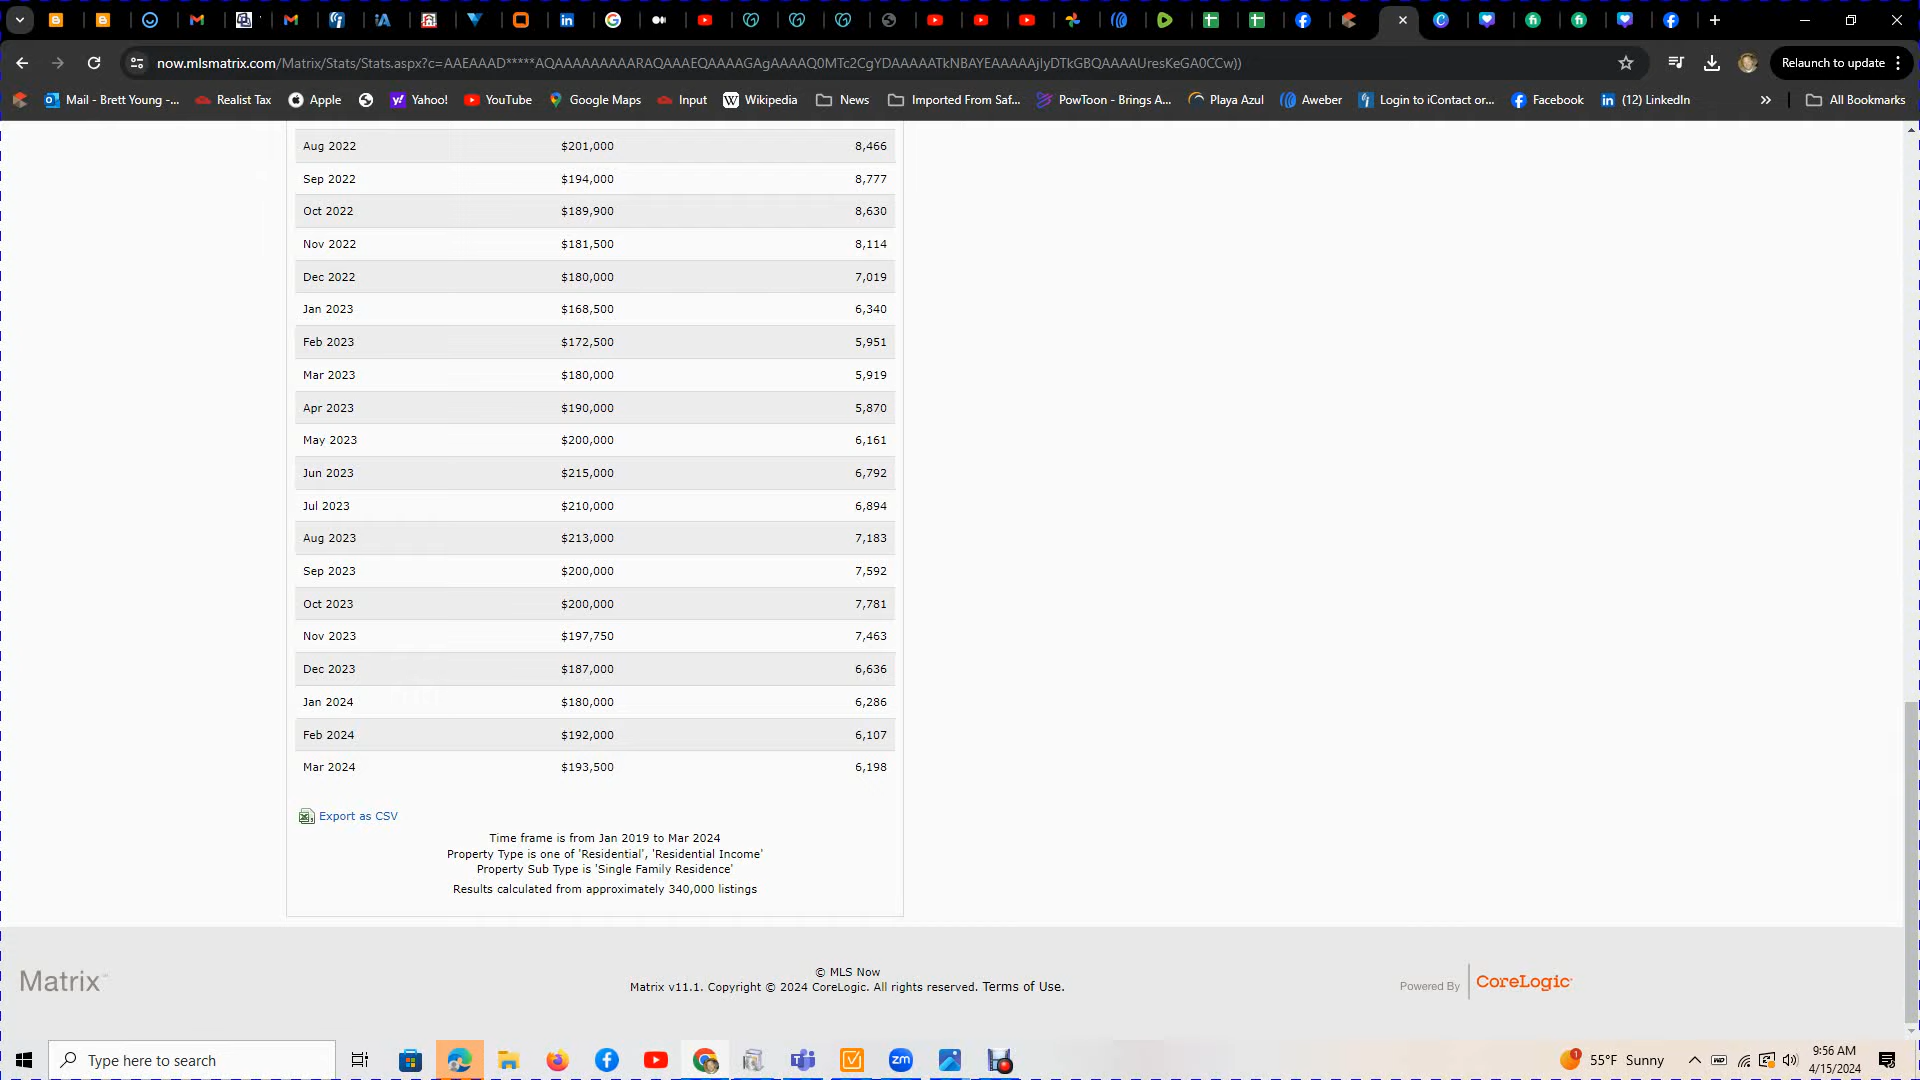 now.mlsmatrix.com/Matrix/Stats/Stats.aspx?c=AAEAAAD*****AQAAAAAAAAARAQAAAEQAAAAGAgAAAAQ0MTc2CgYDAAAAATkNBAYEAAAAAjIyDTkGBQAAAAUresKeGA0CCw))
Relaunch to update
Mail - Brett Young -...
Realist Tax
Apple
Yahoo!
YouTube
Google Maps
Input
Wikipedia
News
Imported From Saf...
PowToon - Brings A...
Playa Azul
Aweber
Login to iContact or...
Facebook
(12) LinkedIn
All Bookmarks
Aug 2022 $201,000 8,466
Sep 2022 $194,000 8,777
Oct 2022 $189,900 8,630
Nov 2022 $181,500 8,114
Dec 2022 $180,000 7,019
Jan 2023 $168,500 6,340
Feb 2023 $172,500 5,951
Mar 2023 $180,000 5,919
Apr 2023 $190,000 5,870
May 2023 $200,000 6,161
Jun 2023 $215,000 6,792
Jul 2023 $210,000 6,894
Aug 2023 $213,000 7,183
Sep 2023 $200,000 7,592
Oct 2023 $200,000 7,781
Nov 2023 $197,750 7,463
Dec 2023 $187,000 6,636
Jan 2024 $180,000 6,286
Feb 2024 $192,000 6,107
Mar 2024 $193,500 6,198
Export as CSV
Time frame is from Jan 2019 to Mar 2024
Property Type is one of 'Residential', 'Residential Income'
Property Sub Type is 'Single Family Residence'
Results calculated from approximately 340,000 listings
Matrix
© MLS Now
Matrix v11.1. Copyright © 2024 CoreLogic. All rights reserved. Terms of Use.
Powered By CoreLogic
Type here to search
55°F Sunny
9:56 AM
4/15/2024